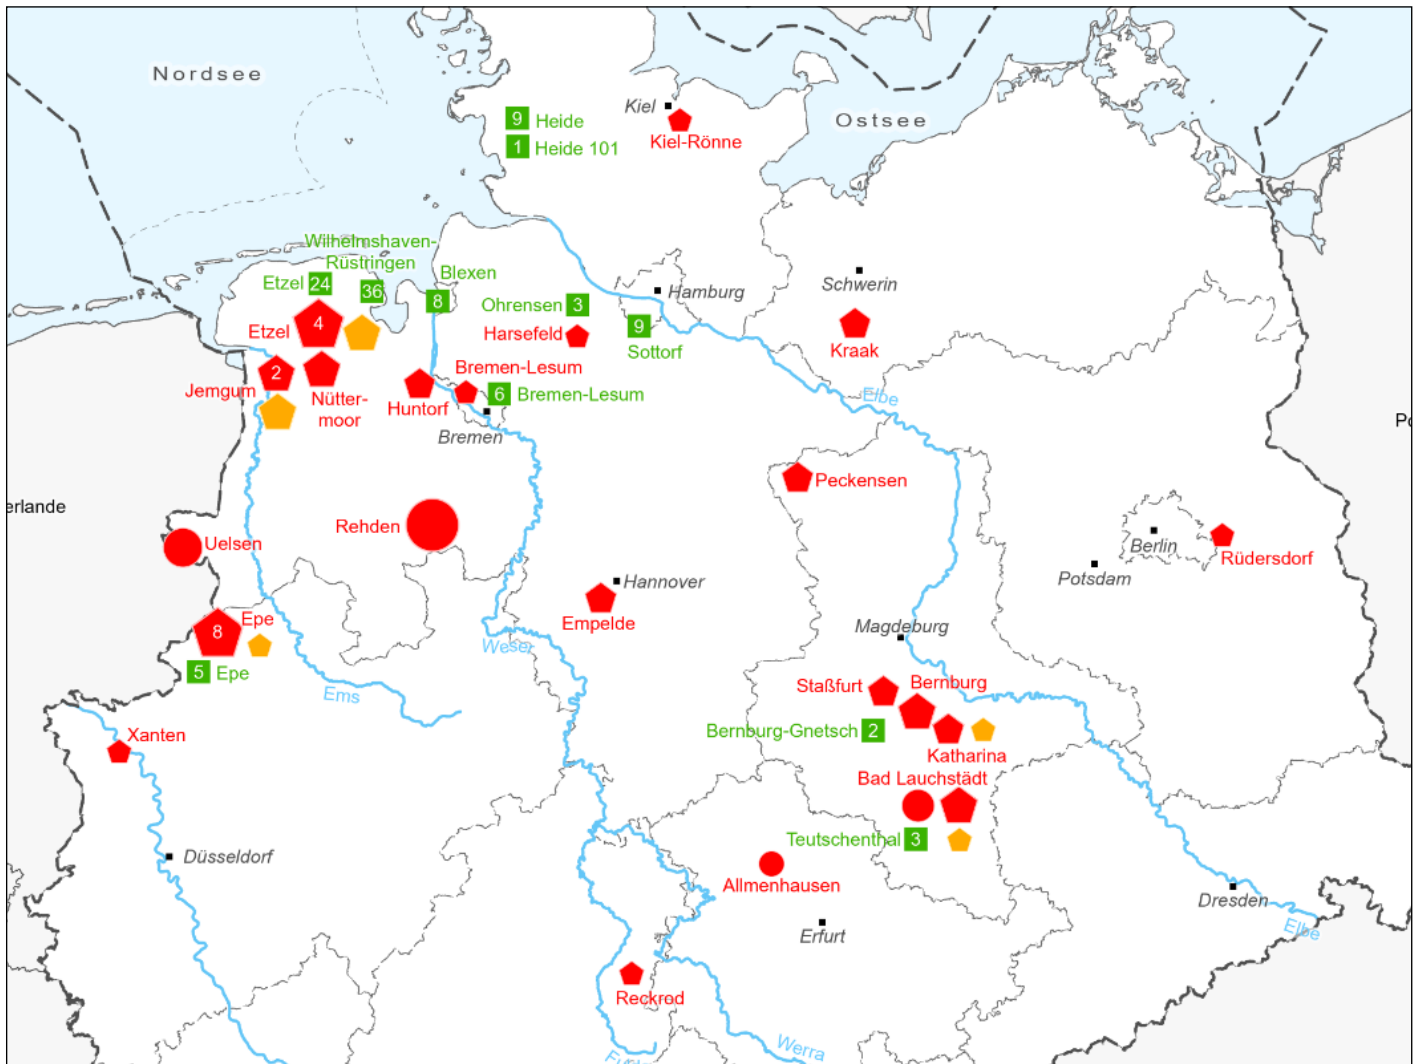 Nordsee
Kiel
Ostsee
9 Heide
1 Heide 101
Kiel-Rönne
Wilhelmshaven-
Rüstringen
Etzel 24
36
Blexen
8
Schwerin
Hamburg
Ohrensen 3
9
Sottorf
Etzel 4
Harsefeld
Kraak
Jemgum 2
Nütter-
moor
Huntorf
Bremen-Lesum
6 Bremen-Lesum
Bremen
Elbe
Po
Peckensen
erlande
Rehden
Uelsen
Berlin
Rüdersdorf
Potsdam
Hannover
Empelde
8 Epe
5 Epe
Magdeburg
Weser
Ems
Staßfurt
Bernburg
Bernburg-Gnetsch 2
Katharina
Xanten
Bad Lauchstädt
Teutschenthal 3
Düsseldorf
Allmenhausen
Erfurt
Dresden
Elbe
Reckrod
Werra